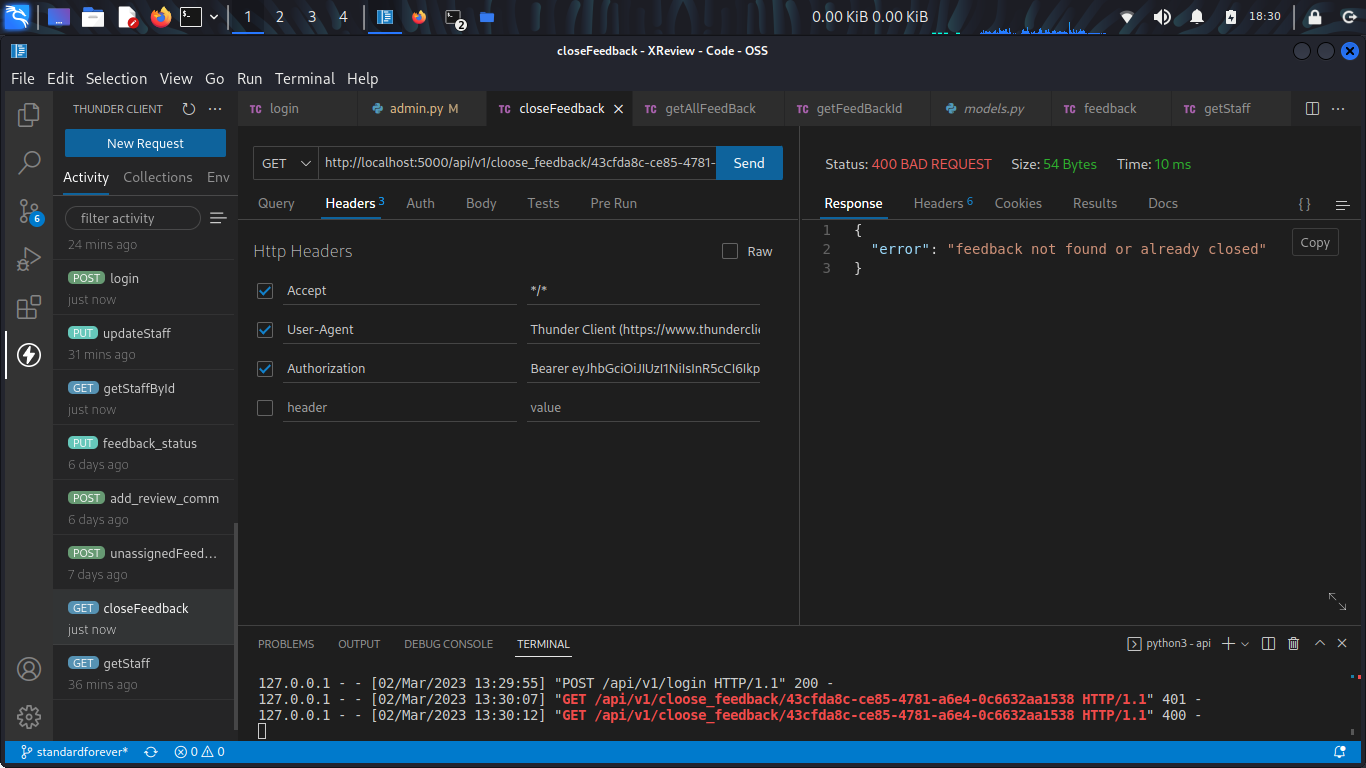 1 2 3 4 2 0.00 KiB 0.00 KiB 18:30
closeFeedback - XReview - Code - OSS
File Edit Selection View Go Run Terminal Help
THUNDER CLIENT ...
TC login
admin.py M
TC closeFeedback
TC getAllFeedBack
TC getFeedBackId
models.py
TC feedback
TC getStaff
...
New Request
Activity Collections Env
filter activity
24 mins ago
POST login
just now
PUT updateStaff
31 mins ago
GET getStaffById
just now
PUT feedback_status
6 days ago
POST add_review_comm
6 days ago
POST unassignedFeed...
7 days ago
GET closeFeedback
just now
GET getStaff
36 mins ago
6
GET http://localhost:5000/api/v1/cloose_feedback/43cfda8c-ce85-4781- Send
Query Headers 3 Auth Body Tests Pre Run
Http Headers Raw
Accept */*
User-Agent Thunder Client (https://www.thunderclie
Authorization Bearer eyJhbGciOiJIUzI1NiIsInR5cCI6Ikp
header value
Status: 400 BAD REQUEST Size: 54 Bytes Time: 10 ms
Response Headers 6 Cookies Results Docs {}
1 {
2 "error": "feedback not found or already closed"
3 }
Copy
PROBLEMS OUTPUT DEBUG CONSOLE TERMINAL python3 - api
127.0.0.1 - - [02/Mar/2023 13:29:55] "POST /api/v1/login HTTP/1.1" 200 -
127.0.0.1 - - [02/Mar/2023 13:30:07] "GET /api/v1/cloose_feedback/43cfda8c-ce85-4781-a6e4-0c6632aa1538 HTTP/1.1" 401 -
127.0.0.1 - - [02/Mar/2023 13:30:12] "GET /api/v1/cloose_feedback/43cfda8c-ce85-4781-a6e4-0c6632aa1538 HTTP/1.1" 400 -
standardforever* 0 0